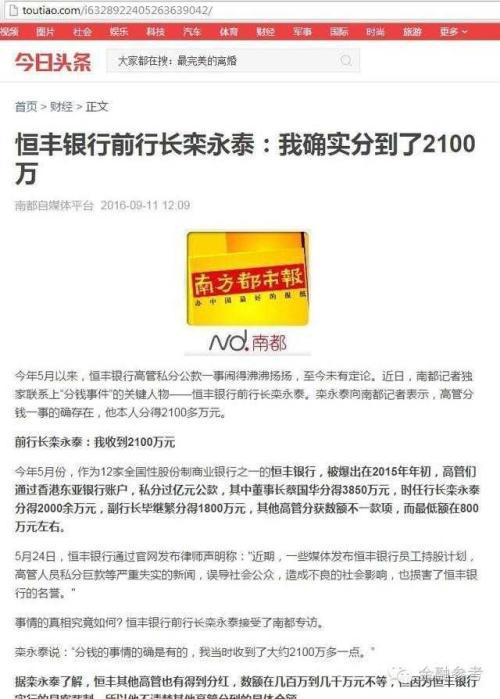 toutiao.com/i6328922405263639042/
视频 图片 社会 娱乐 科技 汽车 体育 财经 军事 国际 时尚 旅游 更多
今日头条 大家都在搜：最完美的离婚
首页 > 财经 > 正文
恒丰银行前行长栾永泰：我确实分到了2100
万
南都自媒体平台 2016-09-11 12:09
南方都市報
办中国最好的报纸
Nd.南都
今年5月以来，恒丰银行高管私分公款一事闹得沸沸扬扬，至今未有定论。近日，南都记者独
家联系上“分钱事件”的关键人物——恒丰银行前行长栾永泰。栾永泰向南都记者表示，高管分
钱一事的确存在，他本人分得2100多万元。
前行长栾永泰：我收到2100万元
今年5月份，作为12家全国性股份制商业银行之一的恒丰银行，被爆出在2015年年初，高管们
通过香港东亚银行账户，私分过亿元公款，其中董事长蔡国华分得3850万元，时任行长栾永泰
分得2000余万元，副行长毕继繁分得1800万元，其他高管分获数额不一款项，而最低额在800
万元左右。
5月24日，恒丰银行通过官网发布律师声明称：“近期，一些媒体发布恒丰银行员工持股计划，
高管人员私分巨款等严重失实的新闻，误导社会公众，造成不良的社会影响，也损害了恒丰银行
的名誉。”
事情的真相究竟如何？恒丰银行前行长栾永泰接受了南都专访。
栾永泰说：“分钱的事情的确是有的，我当时收到了大约2100万多一点。”
据栾永泰了解，恒丰其他高管也有得到分红，数额在几百万到几千万元不等，
金融参考